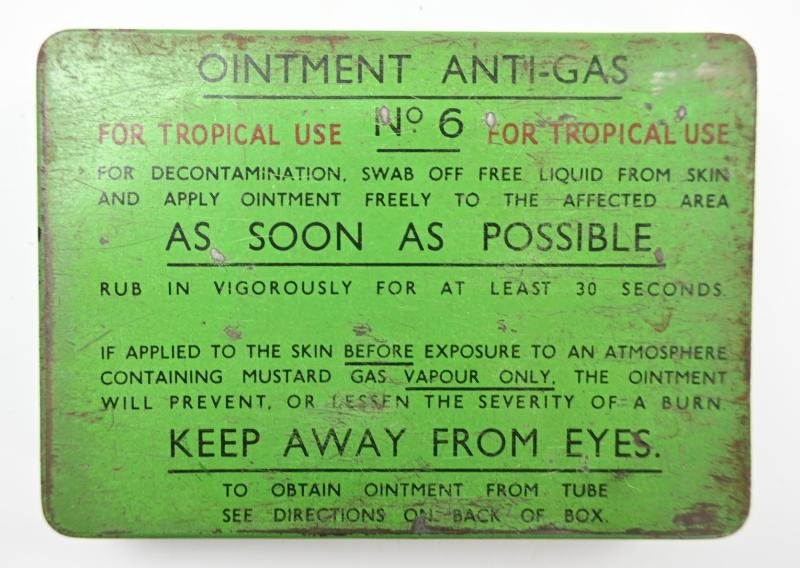 OINTMENT ANTI-GAS
FOR TROPICAL USE Nº 6 FOR TROPICAL USE
FOR DECONTAMINATION, SWAB OFF FREE LIQUID FROM SKIN
AND APPLY OINTMENT FREELY TO THE AFFECTED AREA
AS SOON AS POSSIBLE.
RUB IN VIGOROUSLY FOR AT LEAST 30 SECONDS.
IF APPLIED TO THE SKIN BEFORE EXPOSURE TO AN ATMOSPHERE
CONTAINING MUSTARD GAS VAPOUR ONLY, THE OINTMENT
WILL PREVENT, OR LESSEN THE SEVERITY OF A BURN.
KEEP AWAY FROM EYES.
TO OBTAIN OINTMENT FROM TUBE
SEE DIRECTIONS ON BACK OF BOX.